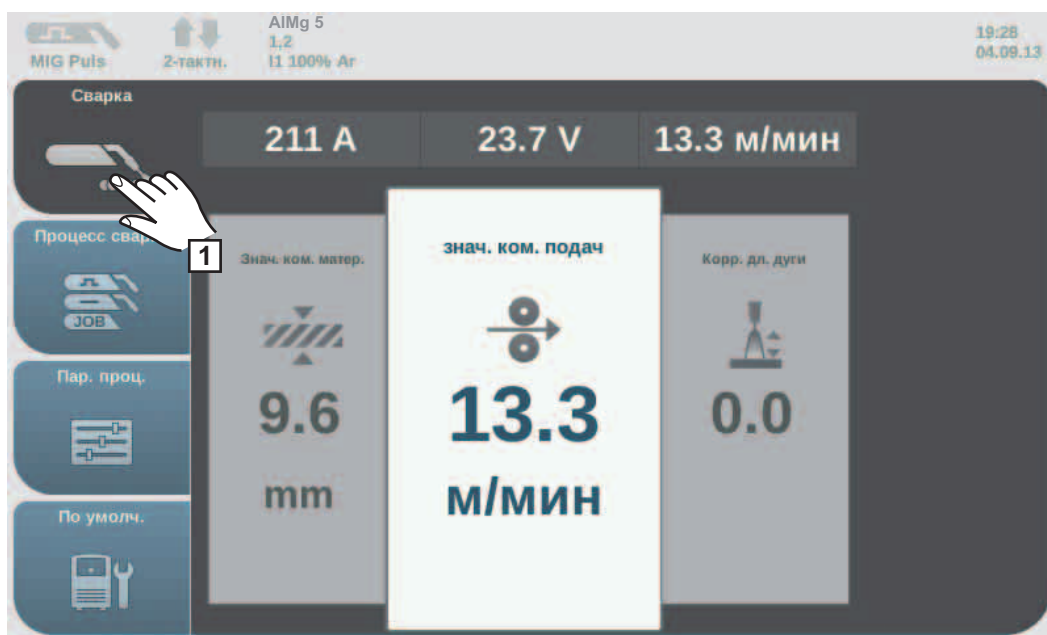 MIG Puls
2-тактн.
AlMg 5
1,2
I1 100% Ar
19:28
04.09.13
Сварка
211 A
23.7 V
13.3 м/мин
1
Процесс
JOB
Пар. проц.
По умолч.
Знач. ком. матер.
9.6
mm
знач. ком. подач
13.3
м/мин
Корр. дл. дуги
0.0